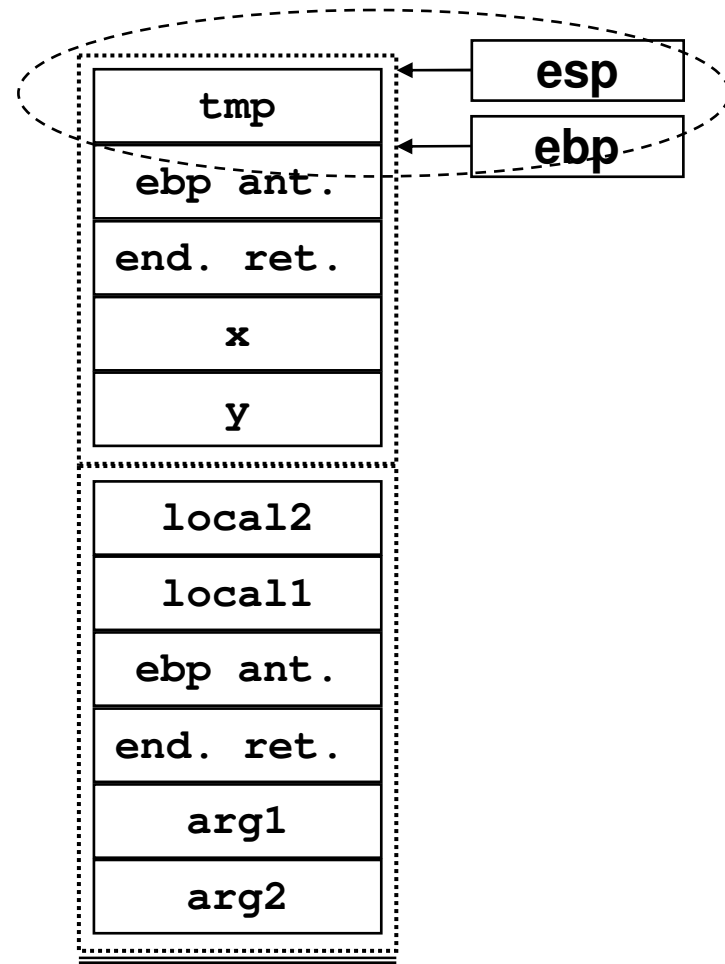 esp
tmp
ebp
ebp ant.
end. ret.
x
y
local2
local1
ebp ant.
end. ret.
arg1
arg2